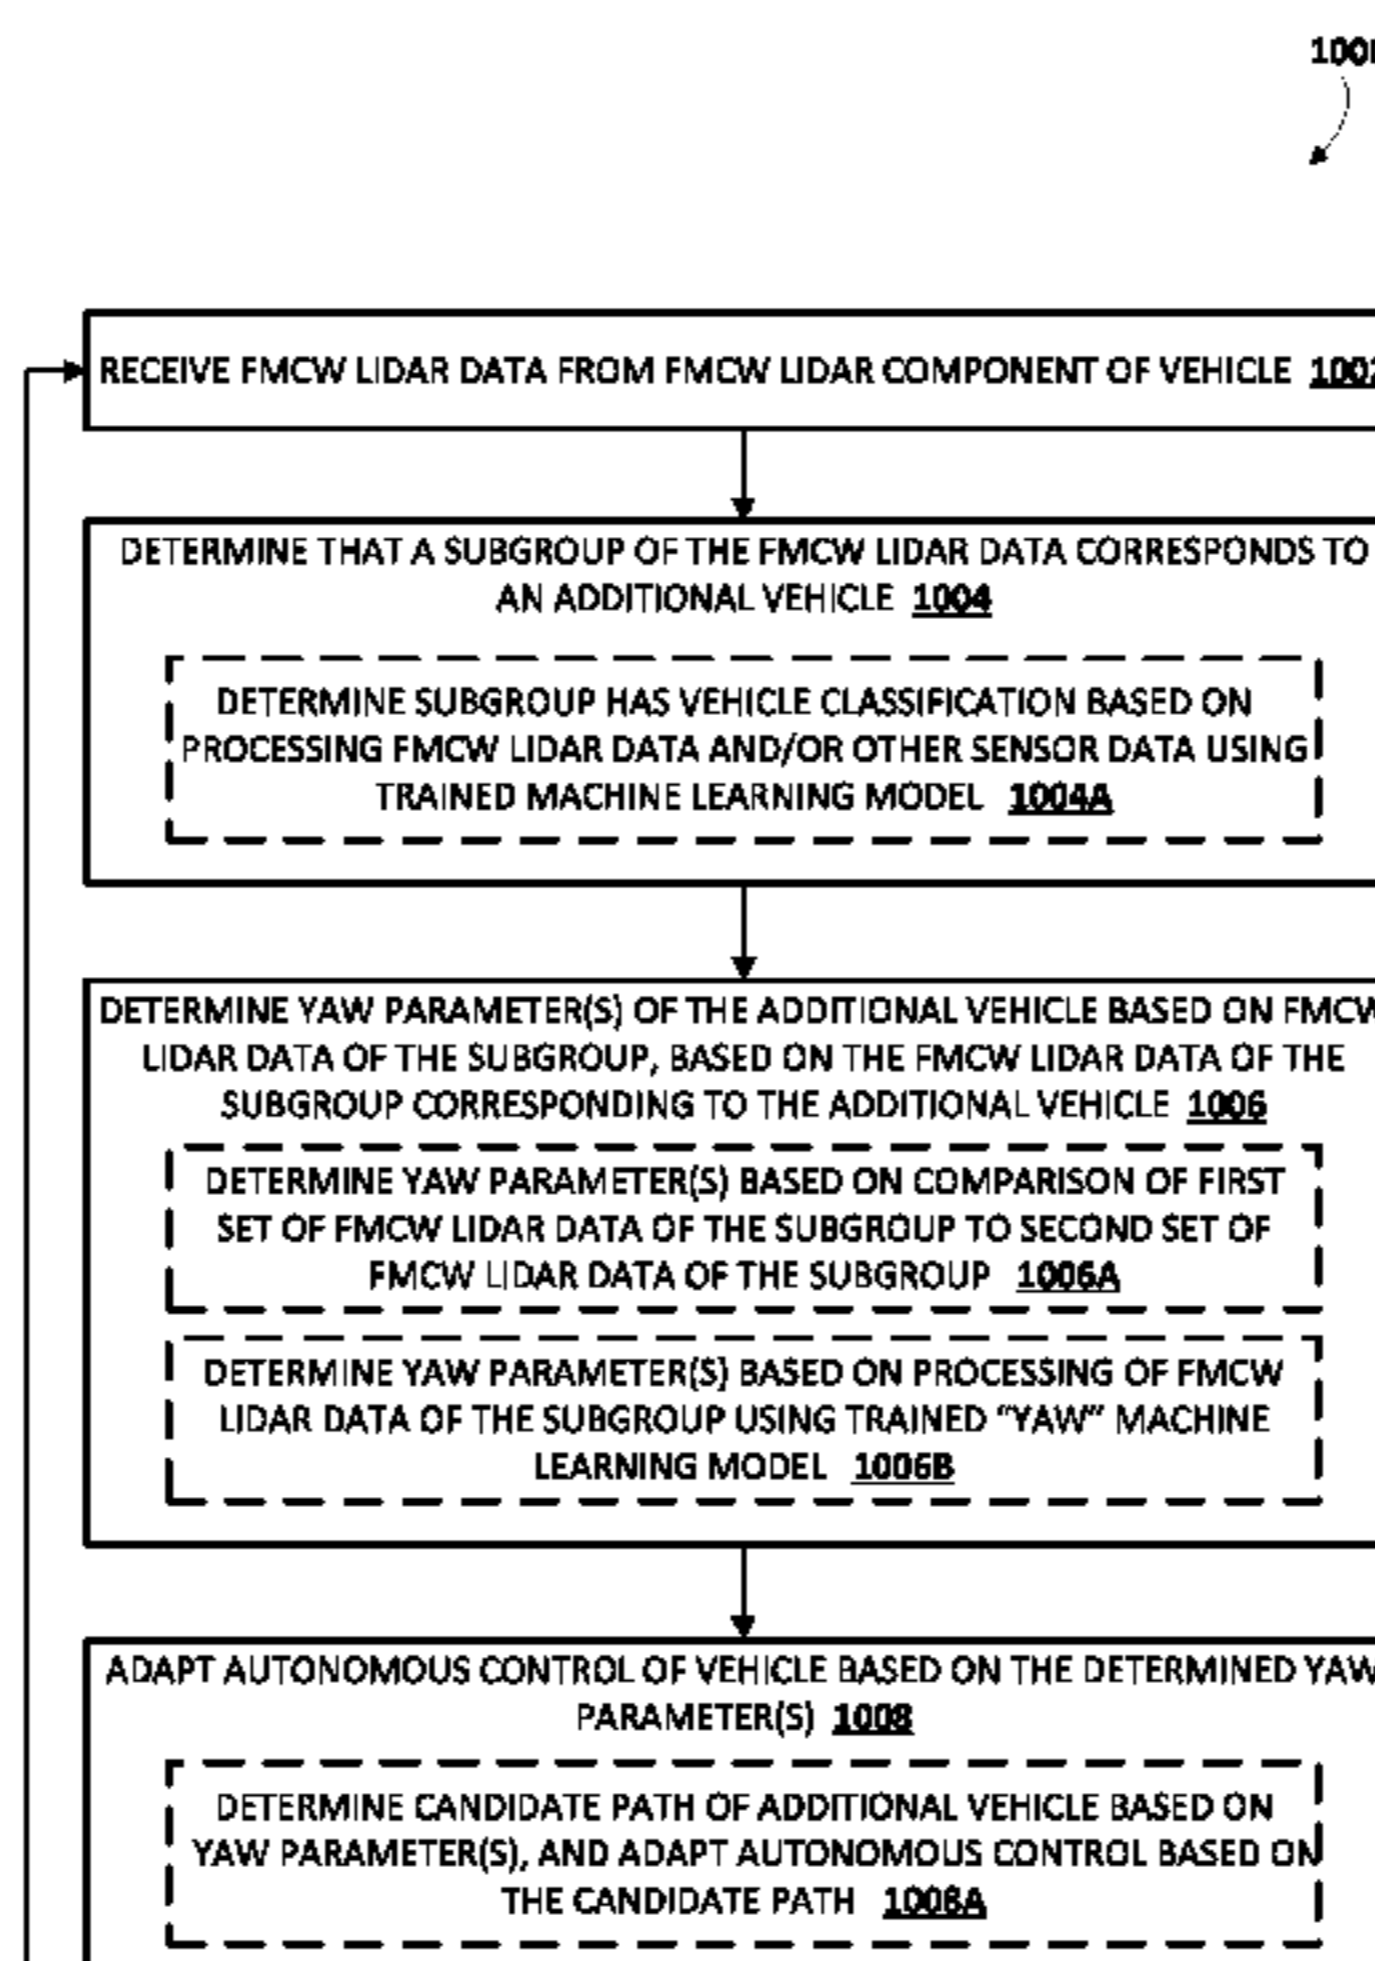 100
RECEIVE FMCW LIDAR DATA FROM FMCW LIDAR COMPONENT OF VEHICLE 1002
DETERMINE THAT A SUBGROUP OF THE FMCW LIDAR DATA CORRESPONDS TO
AN ADDITIONAL VEHICLE 1004
DETERMINE SUBGROUP HAS VEHICLE CLASSIFICATION BASED ON
PROCESSING FMCW LIDAR DATA AND/OR OTHER SENSOR DATA USING
TRAINED MACHINE LEARNING MODEL 1004A
DETERMINE YAW PARAMETER(S) OF THE ADDITIONAL VEHICLE BASED ON FMCW
LIDAR DATA OF THE SUBGROUP, BASED ON THE FMCW LIDAR DATA OF THE
SUBGROUP CORRESPONDING TO THE ADDITIONAL VEHICLE 1006
DETERMINE YAW PARAMETER(S) BASED ON COMPARISON OF FIRST
SET OF FMCW LIDAR DATA OF THE SUBGROUP TO SECOND SET OF
FMCW LIDAR DATA OF THE SUBGROUP 1006A
DETERMINE YAW PARAMETER(S) BASED ON PROCESSING OF FMCW
LIDAR DATA OF THE SUBGROUP USING TRAINED “YAW” MACHINE
LEARNING MODEL 1006B
ADAPT AUTONOMOUS CONTROL OF VEHICLE BASED ON THE DETERMINED YAW
PARAMETER(S) 1008
DETERMINE CANDIDATE PATH OF ADDITIONAL VEHICLE BASED ON
YAW PARAMETER(S), AND ADAPT AUTONOMOUS CONTROL BASED ON
THE CANDIDATE PATH 1008A